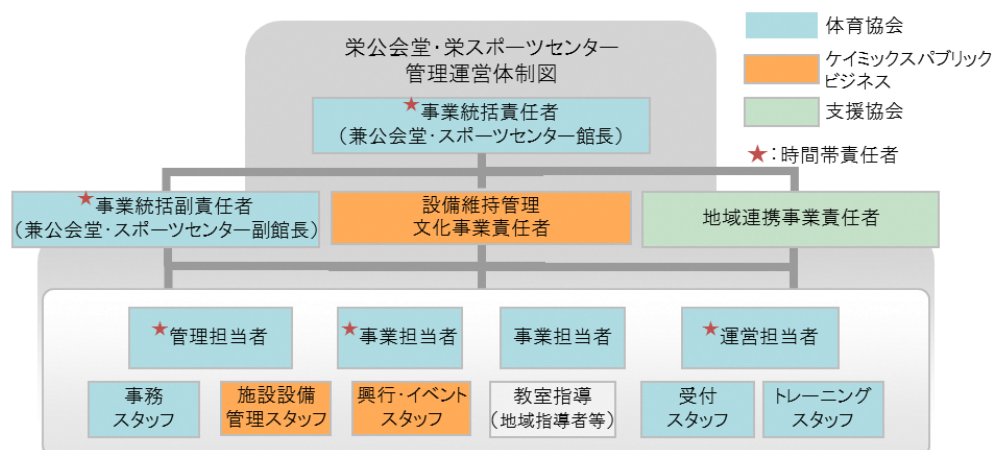 栄公会堂・栄スポーツセンター
管理運営体制図
★事業統括責任者
(兼公会堂・スポーツセンター館長)
体育協会
ケイミックスパブリック
ビジネス
支援協会
★:時間帯責任者
★事業統括副責任者
(兼公会堂・スポーツセンター副館長)
設備維持管理
文化事業責任者
地域連携事業責任者
★管理担当者
★事業担当者
事業担当者
★運営担当者
事務
スタッフ
施設設備
管理スタッフ
興行・イベント
スタッフ
教室指導
(地域指導者等)
受付
スタッフ
トレーニング
スタッフ